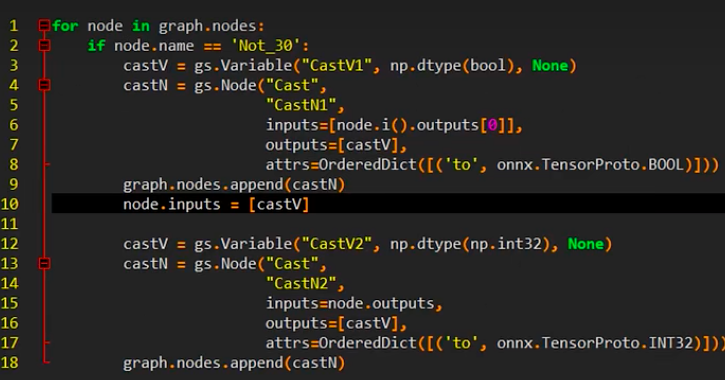 1 for node in graph.nodes:
2     if node.name == 'Not_30':
3         castV = gs.Variable("CastV1", np.dtype(bool), None)
4         castN = gs.Node("Cast",
5                         "CastN1",
6                         inputs=[node.i().outputs[0]],
7                         outputs=[castV],
8                         attrs=OrderedDict([('to', onnx.TensorProto.BOOL)]))
9         graph.nodes.append(castN)
10         node.inputs = [castV]
11
12         castV = gs.Variable("CastV2", np.dtype(np.int32), None)
13         castN = gs.Node("Cast",
14                         "CastN2",
15                         inputs=node.outputs,
16                         outputs=[castV],
17                         attrs=OrderedDict([('to', onnx.TensorProto.INT32)]))
18         graph.nodes.append(castN)